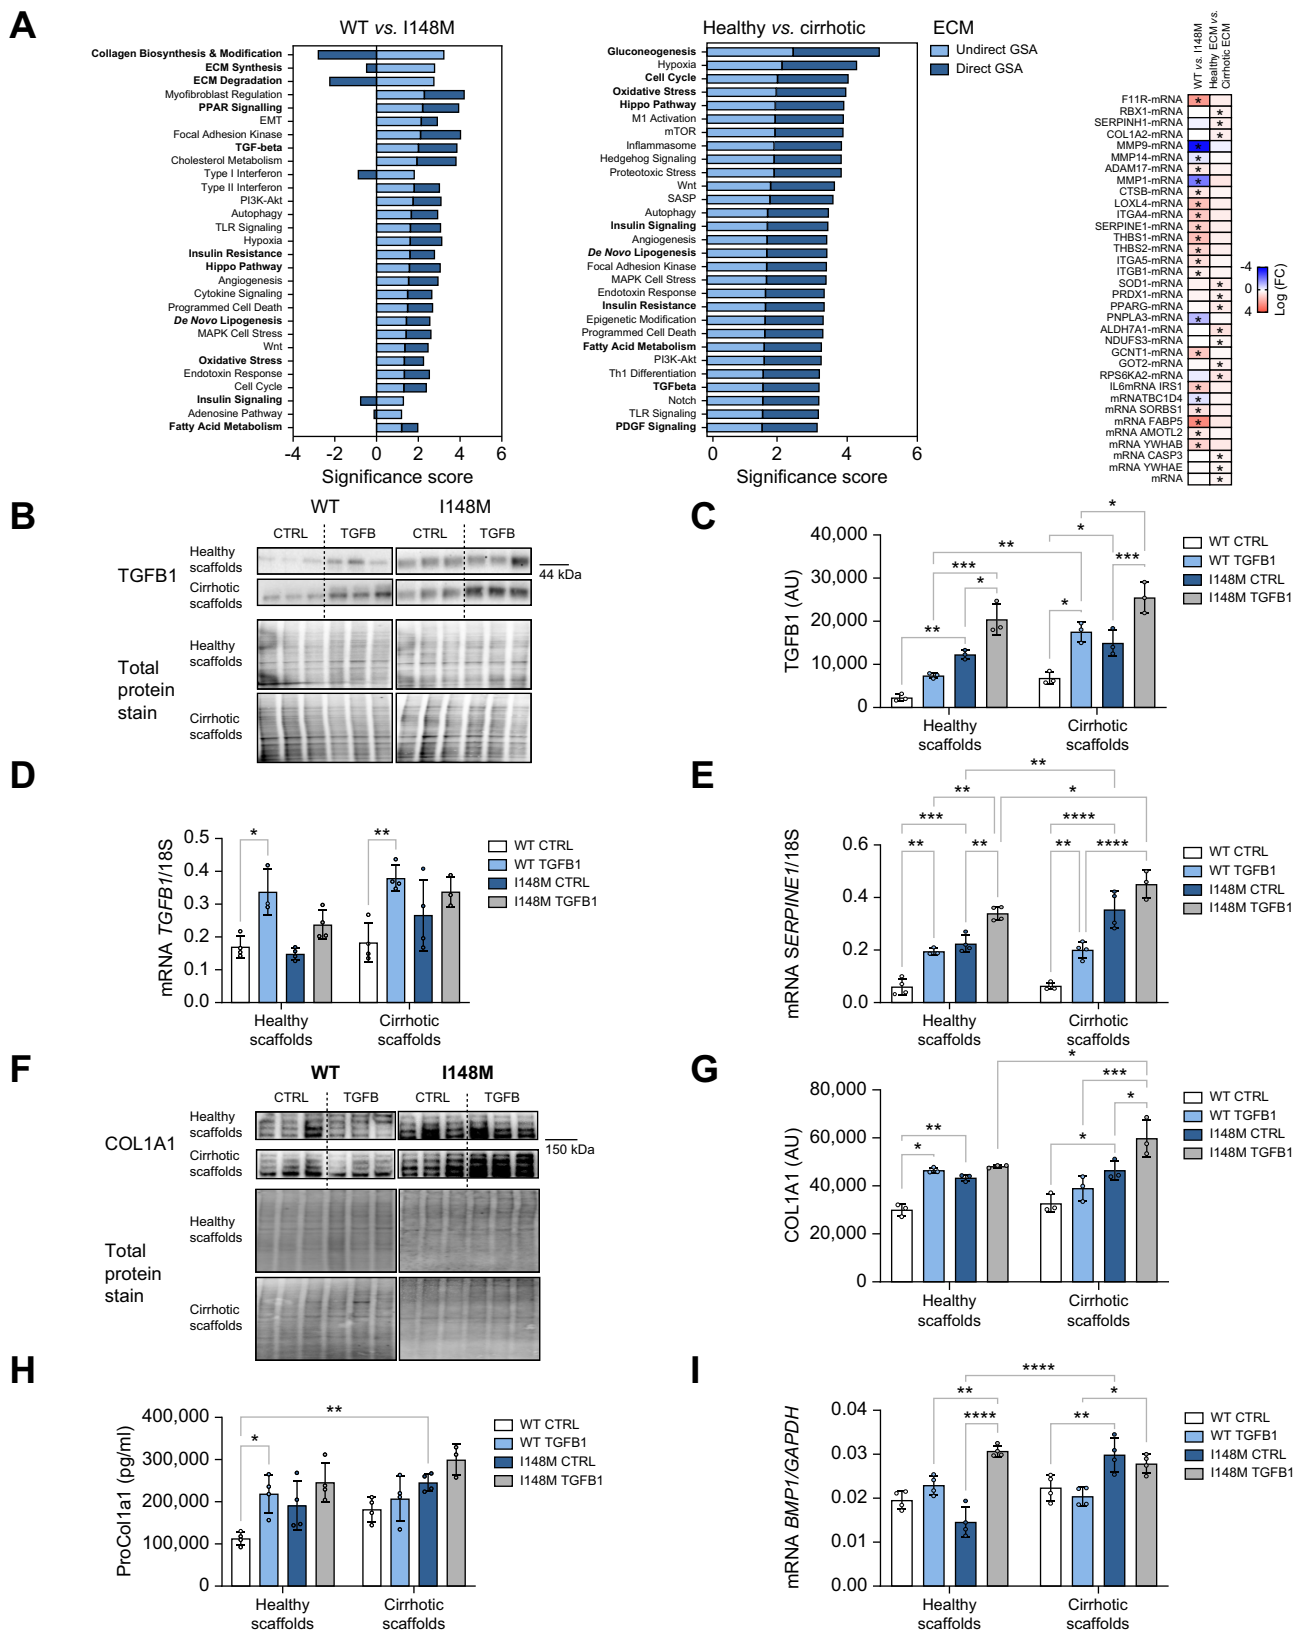 A
WT vs. I148M
Collagen Biosynthesis & Modification
ECM Synthesis
ECM Degradation
Myofibroblast Regulation
PPAR Signalling
EMT
Focal Adhesion Kinase
TGF-beta
Cholesterol Metabolism
Type I Interferon
Type II Interferon
PI3K-Akt
Autophagy
TLR Signaling
Hypoxia
Insulin Resistance
Hippo Pathway
Angiogenesis
Cytokine Signaling
Programmed Cell Death
De Novo Lipogenesis
MAPK Cell Stress
Wnt
Oxidative Stress
Endotoxin Response
Cell Cycle
Insulin Signaling
Adenosine Pathway
Fatty Acid Metabolism
-4 -2 0 2 4 6
Significance score
Healthy vs. cirrhotic
Gluconeogenesis
Hypoxia
Cell Cycle
Oxidative Stress
Hippo Pathway
M1 Activation
mTOR
Inflammasome
Hedgehog Signaling
Proteotoxic Stress
Wnt
SASP
Autophagy
Insulin Signaling
Angiogenesis
De Novo Lipogenesis
Focal Adhesion Kinase
MAPK Cell Stress
Endotoxin Response
Insulin Resistance
Epigenetic Modification
Programmed Cell Death
Fatty Acid Metabolism
PI3K-Akt
Th1 Differentiation
TGFbeta
Notch
TLR Signaling
PDGF Signaling
0 2 4 6
Significance score
ECM
Undirect GSA
Direct GSA
WT vs. I148M
Healthy ECM vs.
Cirrhotic ECM
F11R-mRNA *
RBX1-mRNA *
SERPINH1-mRNA *
COL1A2-mRNA *
MMP9-mRNA *
MMP14-mRNA *
ADAM17-mRNA *
MMP1-mRNA *
CTSB-mRNA *
LOXL4-mRNA *
ITGA4-mRNA *
SERPINE1-mRNA *
THBS1-mRNA *
THBS2-mRNA *
ITGA5-mRNA *
ITGB1-mRNA *
SOD1-mRNA *
PRDX1-mRNA *
PPARG-mRNA *
PNPLA3-mRNA *
ALDH7A1-mRNA *
NDUFS3-mRNA *
GCNT1-mRNA *
GOT2-mRNA *
RPS6KA2-mRNA *
IL6mRNA IRS1 *
mRNATBC1D4 *
mRNA SORBS1 *
mRNA FABP5 *
mRNA AMOTL2 *
mRNA YWHAB *
mRNA CASP3 *
mRNA YWHAE *
mRNA *
-4
0
4
Log (FC)
B
WT I148M
CTRL TGFB CTRL TGFB
TGFB1
Healthy
scaffolds
Cirrhotic
scaffolds
44 kDa
Total
protein
stain
Healthy
scaffolds
Cirrhotic
scaffolds
C
TGFB1 (AU)
40,000
30,000
20,000
10,000
0
** *** * **
* * * ***
Healthy
scaffolds
Cirrhotic
scaffolds
WT CTRL
WT TGFB1
I148M CTRL
I148M TGFB1
D
mRNA TGFB1/18S
0.5
0.4
0.3
0.2
0.1
0.0
* **
Healthy
scaffolds
Cirrhotic
scaffolds
WT CTRL
WT TGFB1
I148M CTRL
I148M TGFB1
E
mRNA SERPINE1/18S
0.6
0.4
0.2
0.0
**
** *
*** ****
** ** ** ****
Healthy
scaffolds
Cirrhotic
scaffolds
WT CTRL
WT TGFB1
I148M CTRL
I148M TGFB1
F
WT I148M
CTRL TGFB CTRL TGFB
COL1A1
Healthy
scaffolds
Cirrhotic
scaffolds
150 kDa
Total
protein
stain
Healthy
scaffolds
Cirrhotic
scaffolds
G
COL1A1 (AU)
80,000
60,000
40,000
20,000
0
*
***
*
** *
*
Healthy
scaffolds
Cirrhotic
scaffolds
WT CTRL
WT TGFB1
I148M CTRL
I148M TGFB1
H
ProCol1a1 (pg/ml)
400,000
300,000
200,000
100,000
0
**
*
Healthy
scaffolds
Cirrhotic
scaffolds
WT CTRL
WT TGFB1
I148M CTRL
I148M TGFB1
I
mRNA BMP1/GAPDH
0.04
0.03
0.02
0.01
0.00
****
** *
**** **
Healthy
scaffolds
Cirrhotic
scaffolds
WT CTRL
WT TGFB1
I148M CTRL
I148M TGFB1